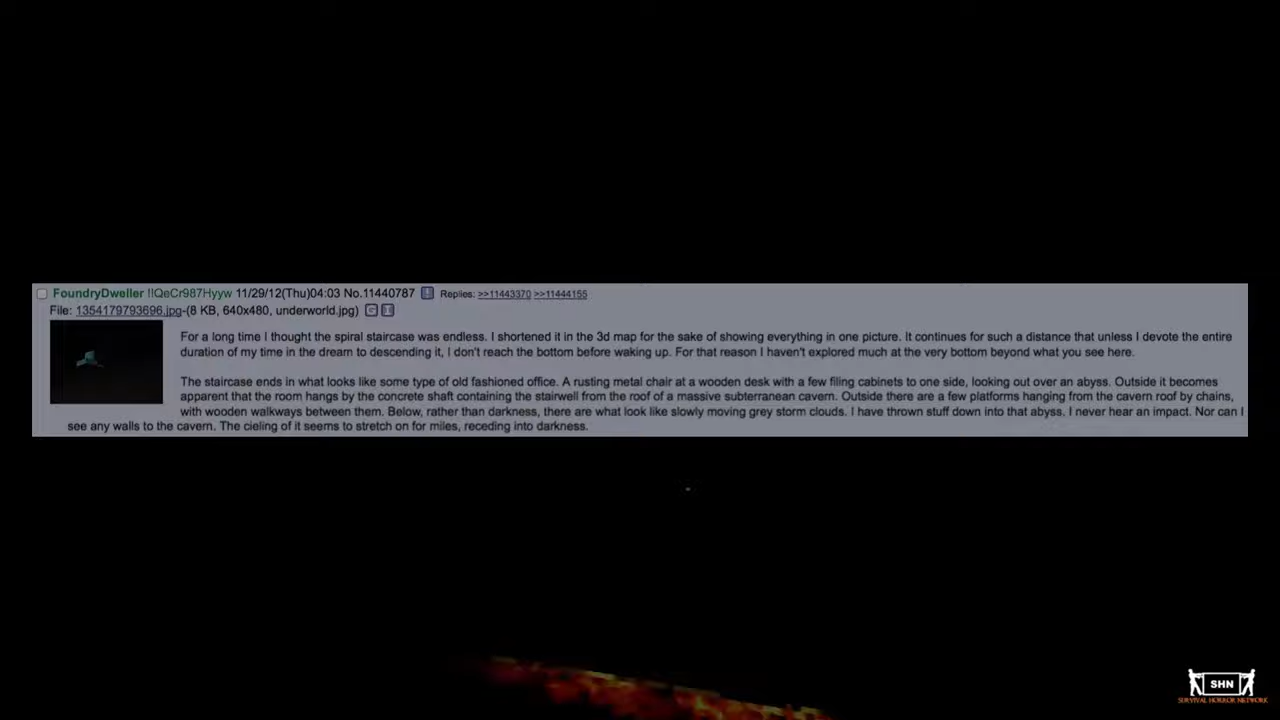 FoundryDweller !!QeCr987Hyyw 11/29/12(Thu)04:03 No.11440787 Replies: >>11443370 >>11444155
File: 1354179793696.jpg-(8 KB, 640x480, underworld.jpg)
For a long time I thought the spiral staircase was endless. I shortened it in the 3d map for the sake of showing everything in one picture. It continues for such a distance that unless I devote the entire
duration of my time in the dream to descending it, I don't reach the bottom before waking up. For that reason I haven't explored much at the very bottom beyond what you see here.
The staircase ends in what looks like some type of old fashioned office. A rusting metal chair at a wooden desk with a few filing cabinets to one side, looking out over an abyss. Outside it becomes
apparent that the room hangs by the concrete shaft containing the stairwell from the roof of a massive subterranean cavern. Outside there are a few platforms hanging from the cavern roof by chains,
with wooden walkways between them. Below, rather than darkness, there are what look like slowly moving grey storm clouds. I have thrown stuff down into that abyss. I never hear an impact. Nor can I
see any walls to the cavern. The cieling of it seems to stretch on for miles, receding into darkness.
SHN
SURVIVAL HORROR NETWORK